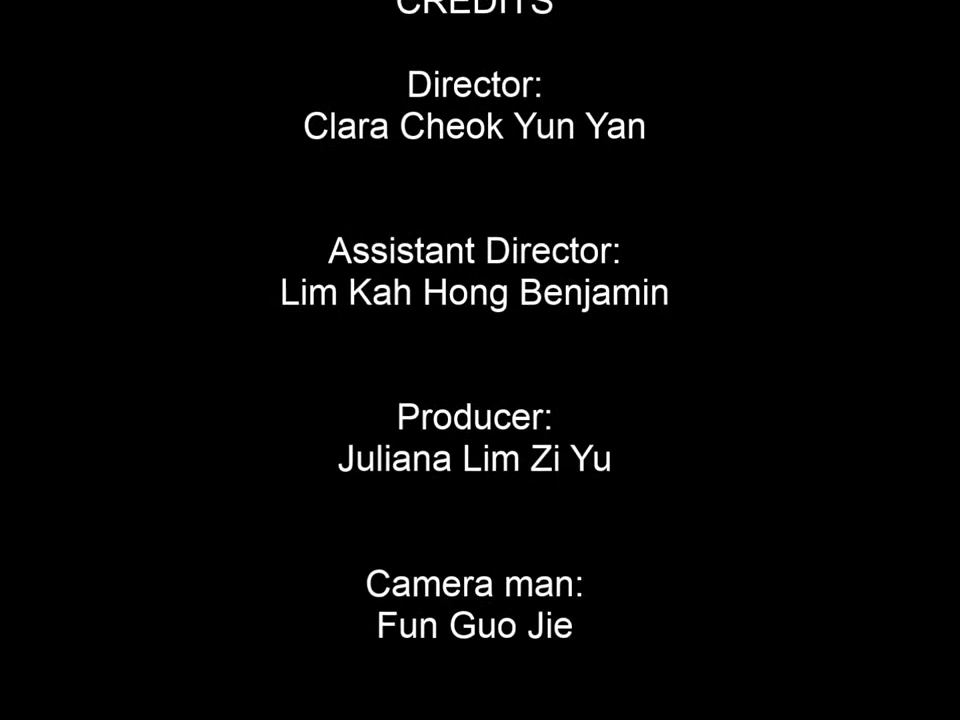 CREDITS
Director:
Clara Cheok Yun Yan
Assistant Director:
Lim Kah Hong Benjamin
Producer:
Juliana Lim Zi Yu
Camera man:
Fun Guo Jie